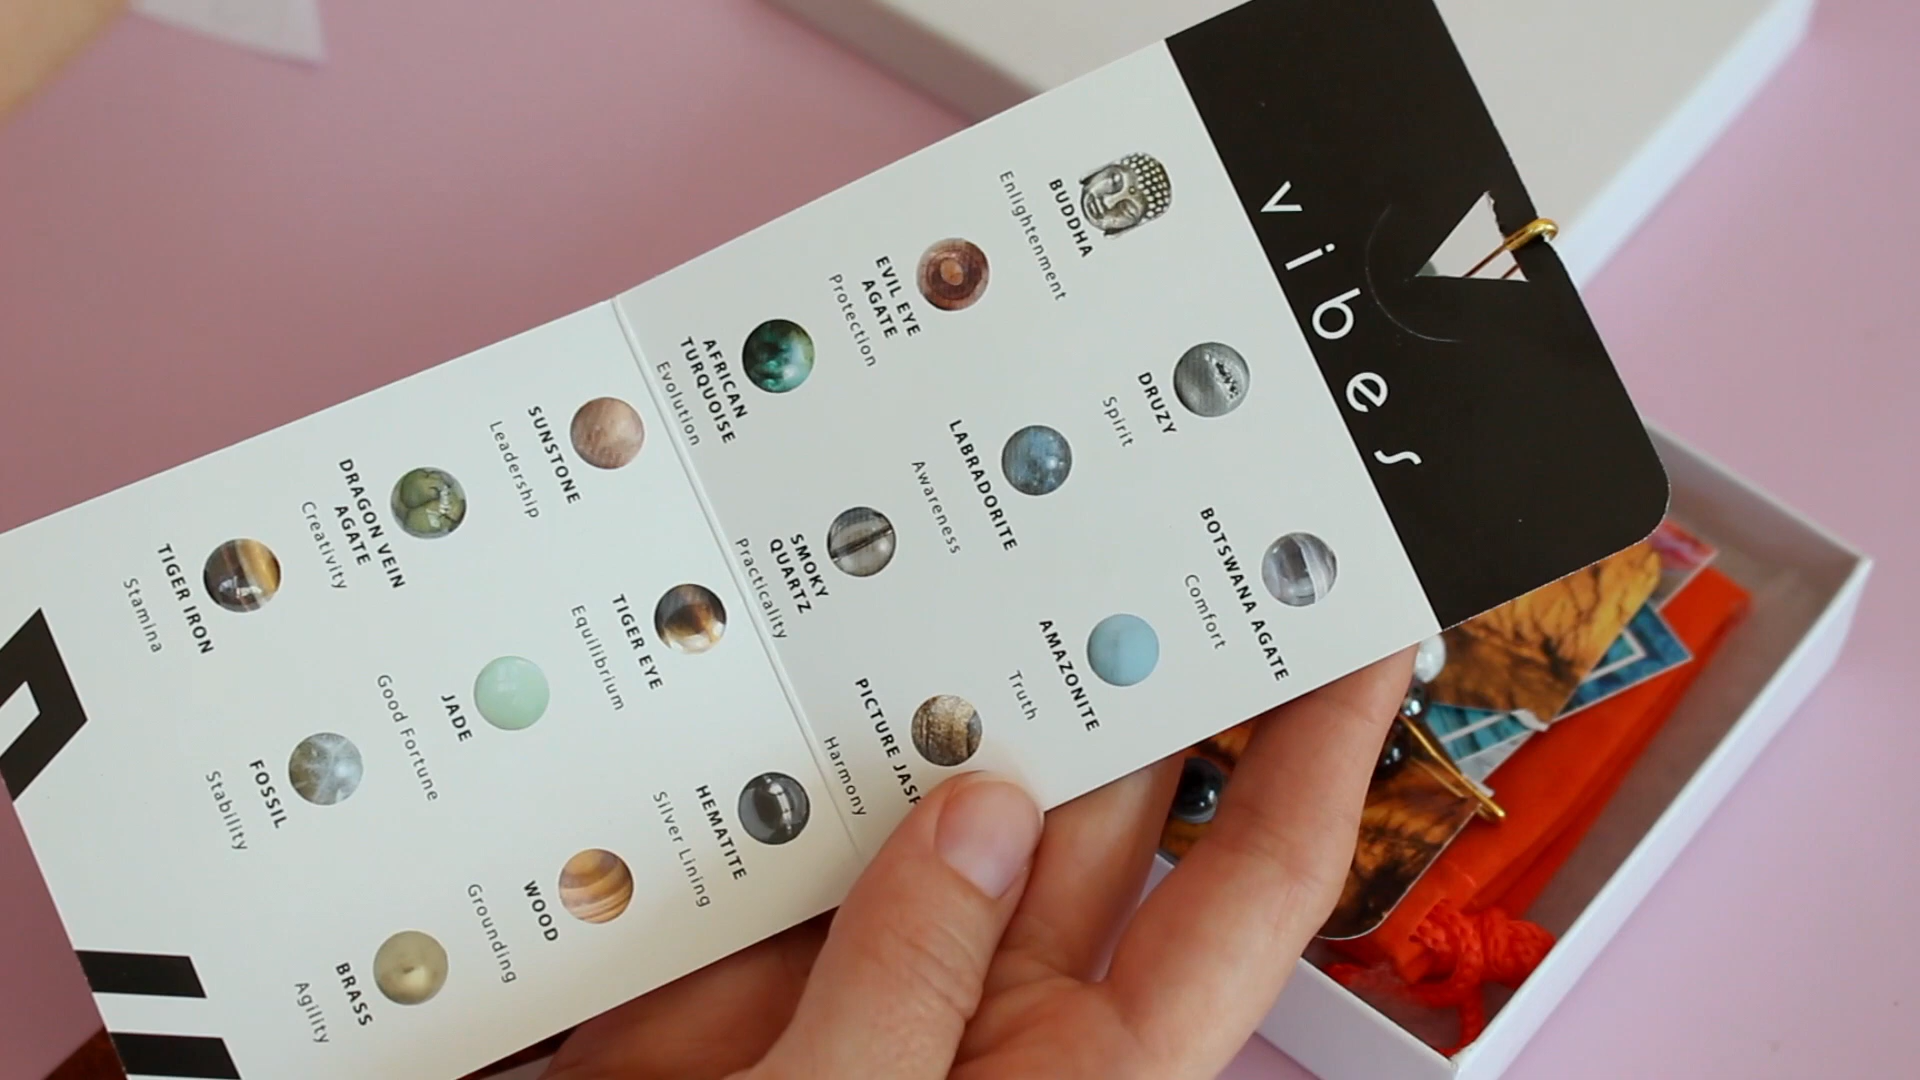 vibes
BUDDHA
Enlightenment
DRUZY
Spirit
BOTSWANA AGATE
Comfort
EVIL EYE
AGATE
Protection
LABRADORITE
Awareness
AMAZONITE
Truth
AFRICAN
TURQUOISE
Evolution
SMOKY
QUARTZ
Practicality
PICTURE
Harmony
SUNSTONE
Leadership
TIGER EYE
Equilibrium
HEMATITE
Silver Lining
DRAGON VEIN
AGATE
Creativity
JADE
Good Fortune
WOOD
Grounding
TIGER IRON
Stamina
FOSSIL
Stability
BRASS
Agility